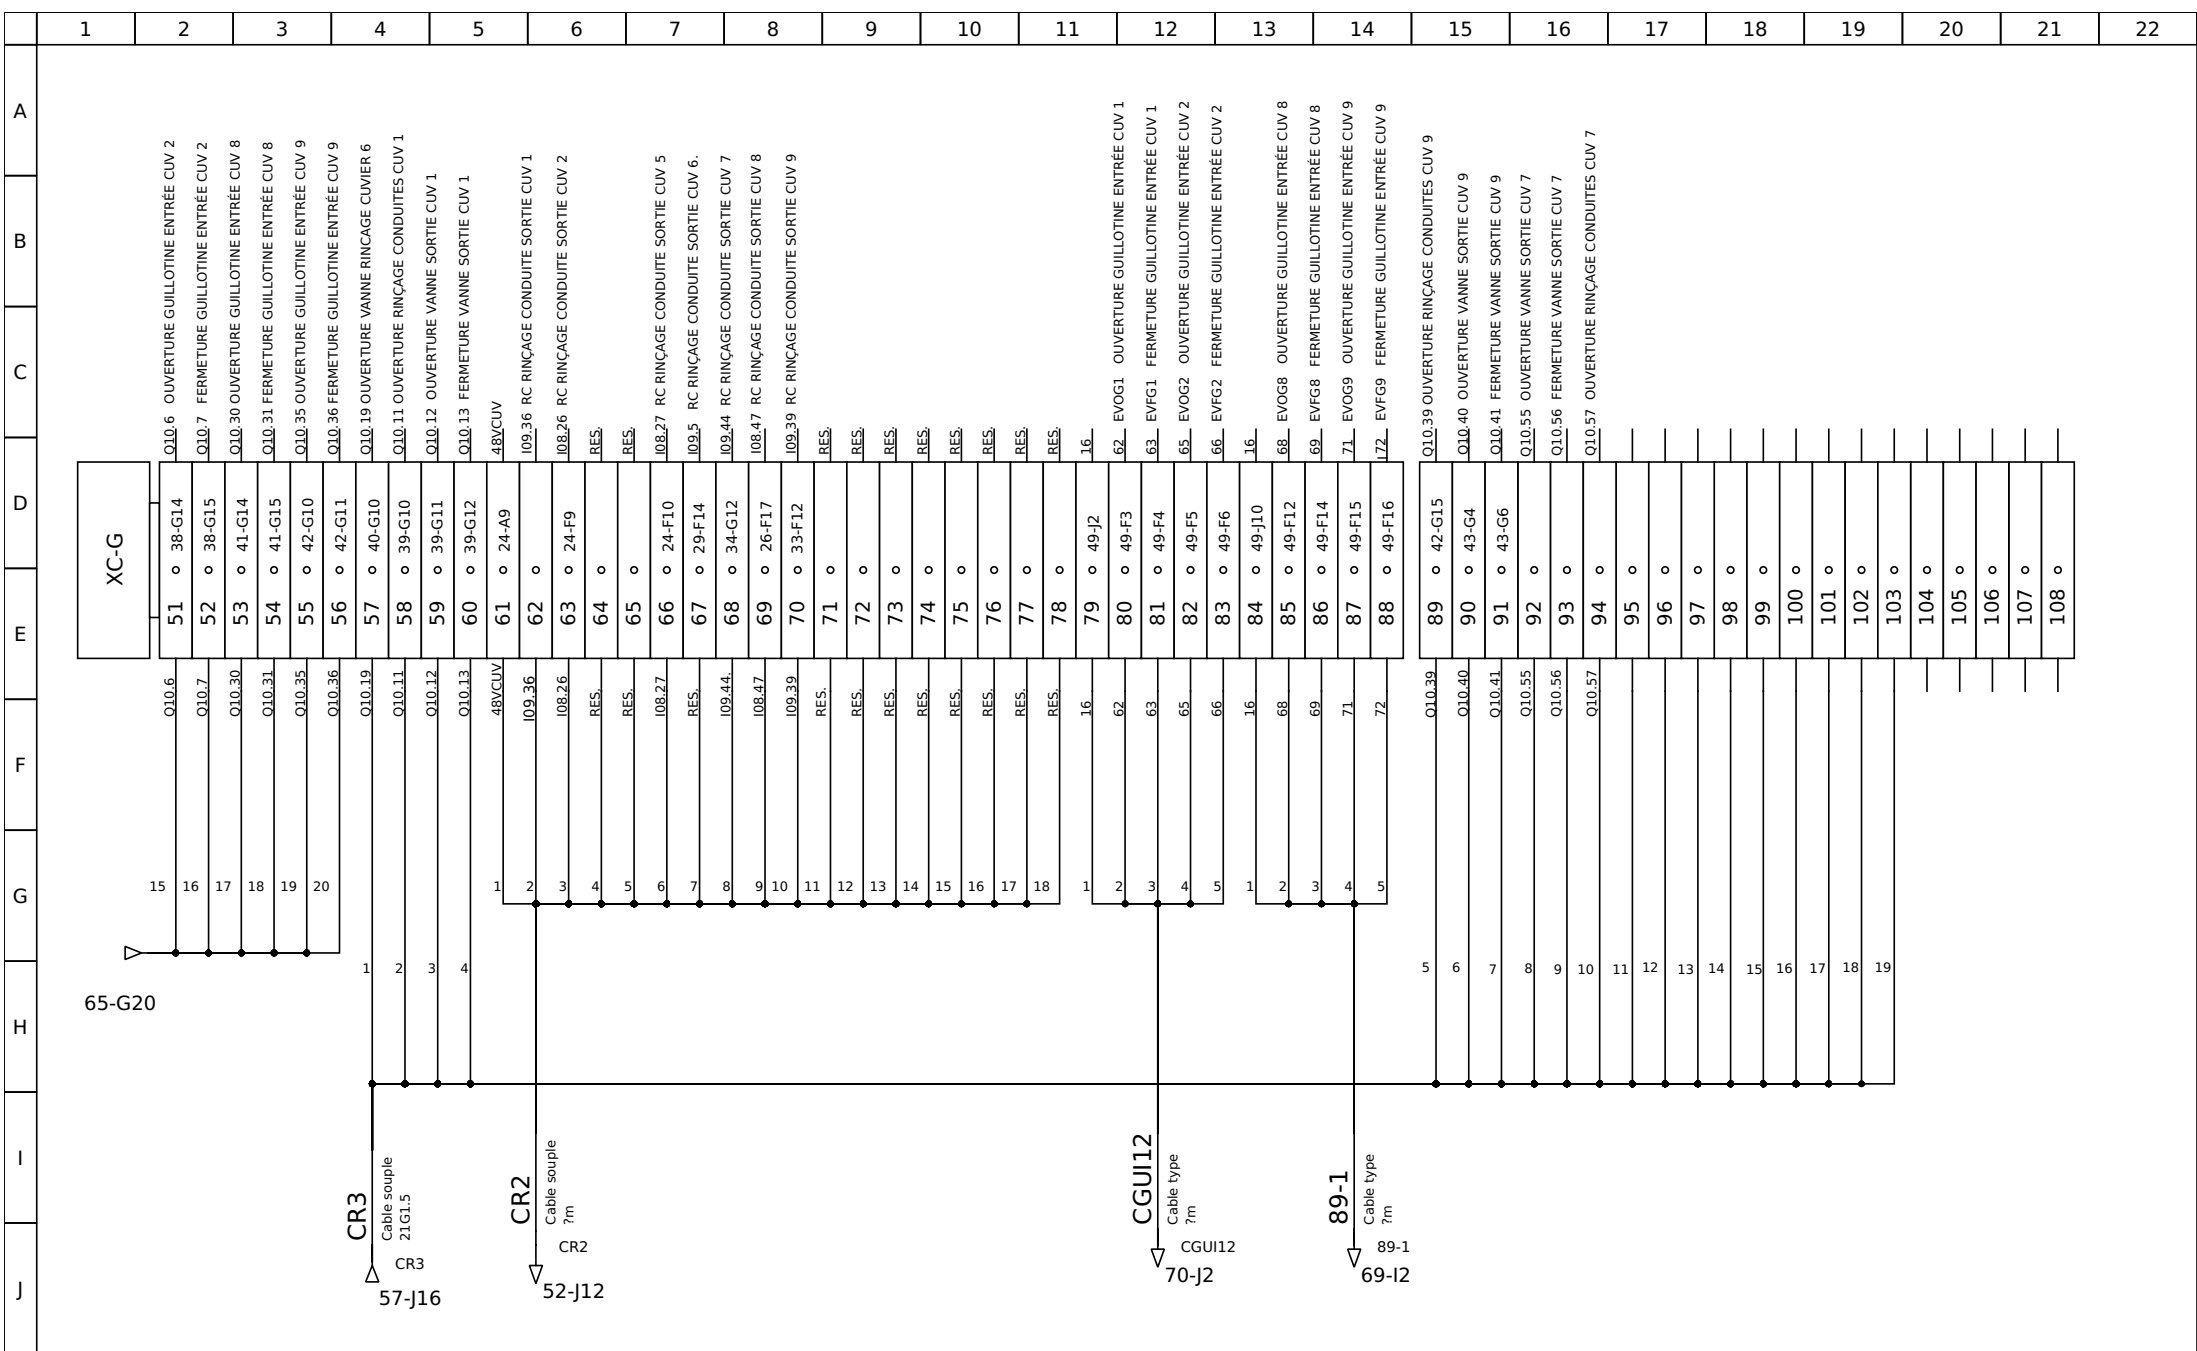 1 2 3 4 5 6 7 8 9 10 11 12 13 14 15 16 17 18 19 20 21 22
A
B
C
D
E
F
G
H
I
J
Q10.6 OUVERTURE GUILLOTINE ENTRÉE CUV 2
Q10.7 FERMETURE GUILLOTINE ENTRÉE CUV 2
Q10.30 OUVERTURE GUILLOTINE ENTRÉE CUV 8
Q10.31 FERMETURE GUILLOTINE ENTRÉE CUV 8
Q10.35 OUVERTURE GUILLOTINE ENTRÉE CUV 9
Q10.36 FERMETURE GUILLOTINE ENTRÉE CUV 9
Q10.19 OUVERTURE VANNE RINCAGE CUVIER 6
Q10.11 OUVERTURE RINÇAGE CONDUITES CUV 1
Q10.12 OUVERTURE VANNE SORTIE CUV 1
Q10.13 FERMETURE VANNE SORTIE CUV 1
48VCUV
I09.36 RC RINÇAGE CONDUITE SORTIE CUV 1
I08.26 RC RINÇAGE CONDUITE SORTIE CUV 2
RES.
RES.
I08.27 RC RINÇAGE CONDUITE SORTIE CUV 5
I09.5 RC RINÇAGE CONDUITE SORTIE CUV 6.
I09.44 RC RINÇAGE CONDUITE SORTIE CUV 7
I08.47 RC RINÇAGE CONDUITE SORTIE CUV 8
I09.39 RC RINÇAGE CONDUITE SORTIE CUV 9
RES.
RES.
RES.
RES.
RES.
RES.
RES.
RES.
16
62 EVOG1 OUVERTURE GUILLOTINE ENTRÉE CUV 1
63 EVFG1 FERMETURE GUILLOTINE ENTRÉE CUV 1
65 EVOG2 OUVERTURE GUILLOTINE ENTRÉE CUV 2
66 EVFG2 FERMETURE GUILLOTINE ENTRÉE CUV 2
16
68 EVOG8 OUVERTURE GUILLOTINE ENTRÉE CUV 8
69 EVFG8 FERMETURE GUILLOTINE ENTRÉE CUV 8
71 EVOG9 OUVERTURE GUILLOTINE ENTRÉE CUV 9
72 EVFG9 FERMETURE GUILLOTINE ENTRÉE CUV 9
Q10.39 OUVERTURE RINÇAGE CONDUITES CUV 9
Q10.40 OUVERTURE VANNE SORTIE CUV 9
Q10.41 FERMETURE VANNE SORTIE CUV 9
Q10.55 OUVERTURE VANNE SORTIE CUV 7
Q10.56 FERMETURE VANNE SORTIE CUV 7
Q10.57 OUVERTURE RINÇAGE CONDUITES CUV 7
XC-G
51 38-G14
52 38-G15
53 41-G14
54 41-G15
55 42-G10
56 42-G11
57 40-G10
58 39-G10
59 39-G11
60 39-G12
61 24-A9
62
63 24-F9
64
65
66 24-F10
67 29-F14
68 34-G12
69 26-F17
70 33-F12
71
72
73
74
75
76
77
78
79 49-J2
80 49-F3
81 49-F4
82 49-F5
83 49-F6
84 49-J10
85 49-F12
86 49-F14
87 49-F15
88 49-F16
89 42-G15
90 43-G4
91 43-G6
92
93
94
95
96
97
98
99
100
101
102
103
104
105
106
107
108
Q10.6
Q10.7
Q10.30
Q10.31
Q10.35
Q10.36
Q10.19
Q10.11
Q10.12
Q10.13
48VCUV
I09.36
I08.26
RES.
RES.
I08.27
RES.
I09.44.
I08.47
I09.39
RES.
RES.
RES.
RES.
RES.
RES.
RES.
RES.
16
62
63
65
66
16
68
69
71
72
Q10.39
Q10.40
Q10.41
Q10.55
Q10.56
Q10.57
15 16 17 18 19 20
1 2 3 4 5 6 7 8 9 10 11 12 13 14 15 16 17 18
1 2 3 4 5
1 2 3 4 5
1 2 3 4
5 6 7 8 9 10 11 12 13 14 15 16 17 18 19
65-G20
CR3
Cable souple
21G1.5
CR3
57-J16
CR2
Cable souple
?m
CR2
52-J12
CGUI12
Cable type
?m
CGUI12
70-J2
89-1
Cable type
?m
89-1
69-I2